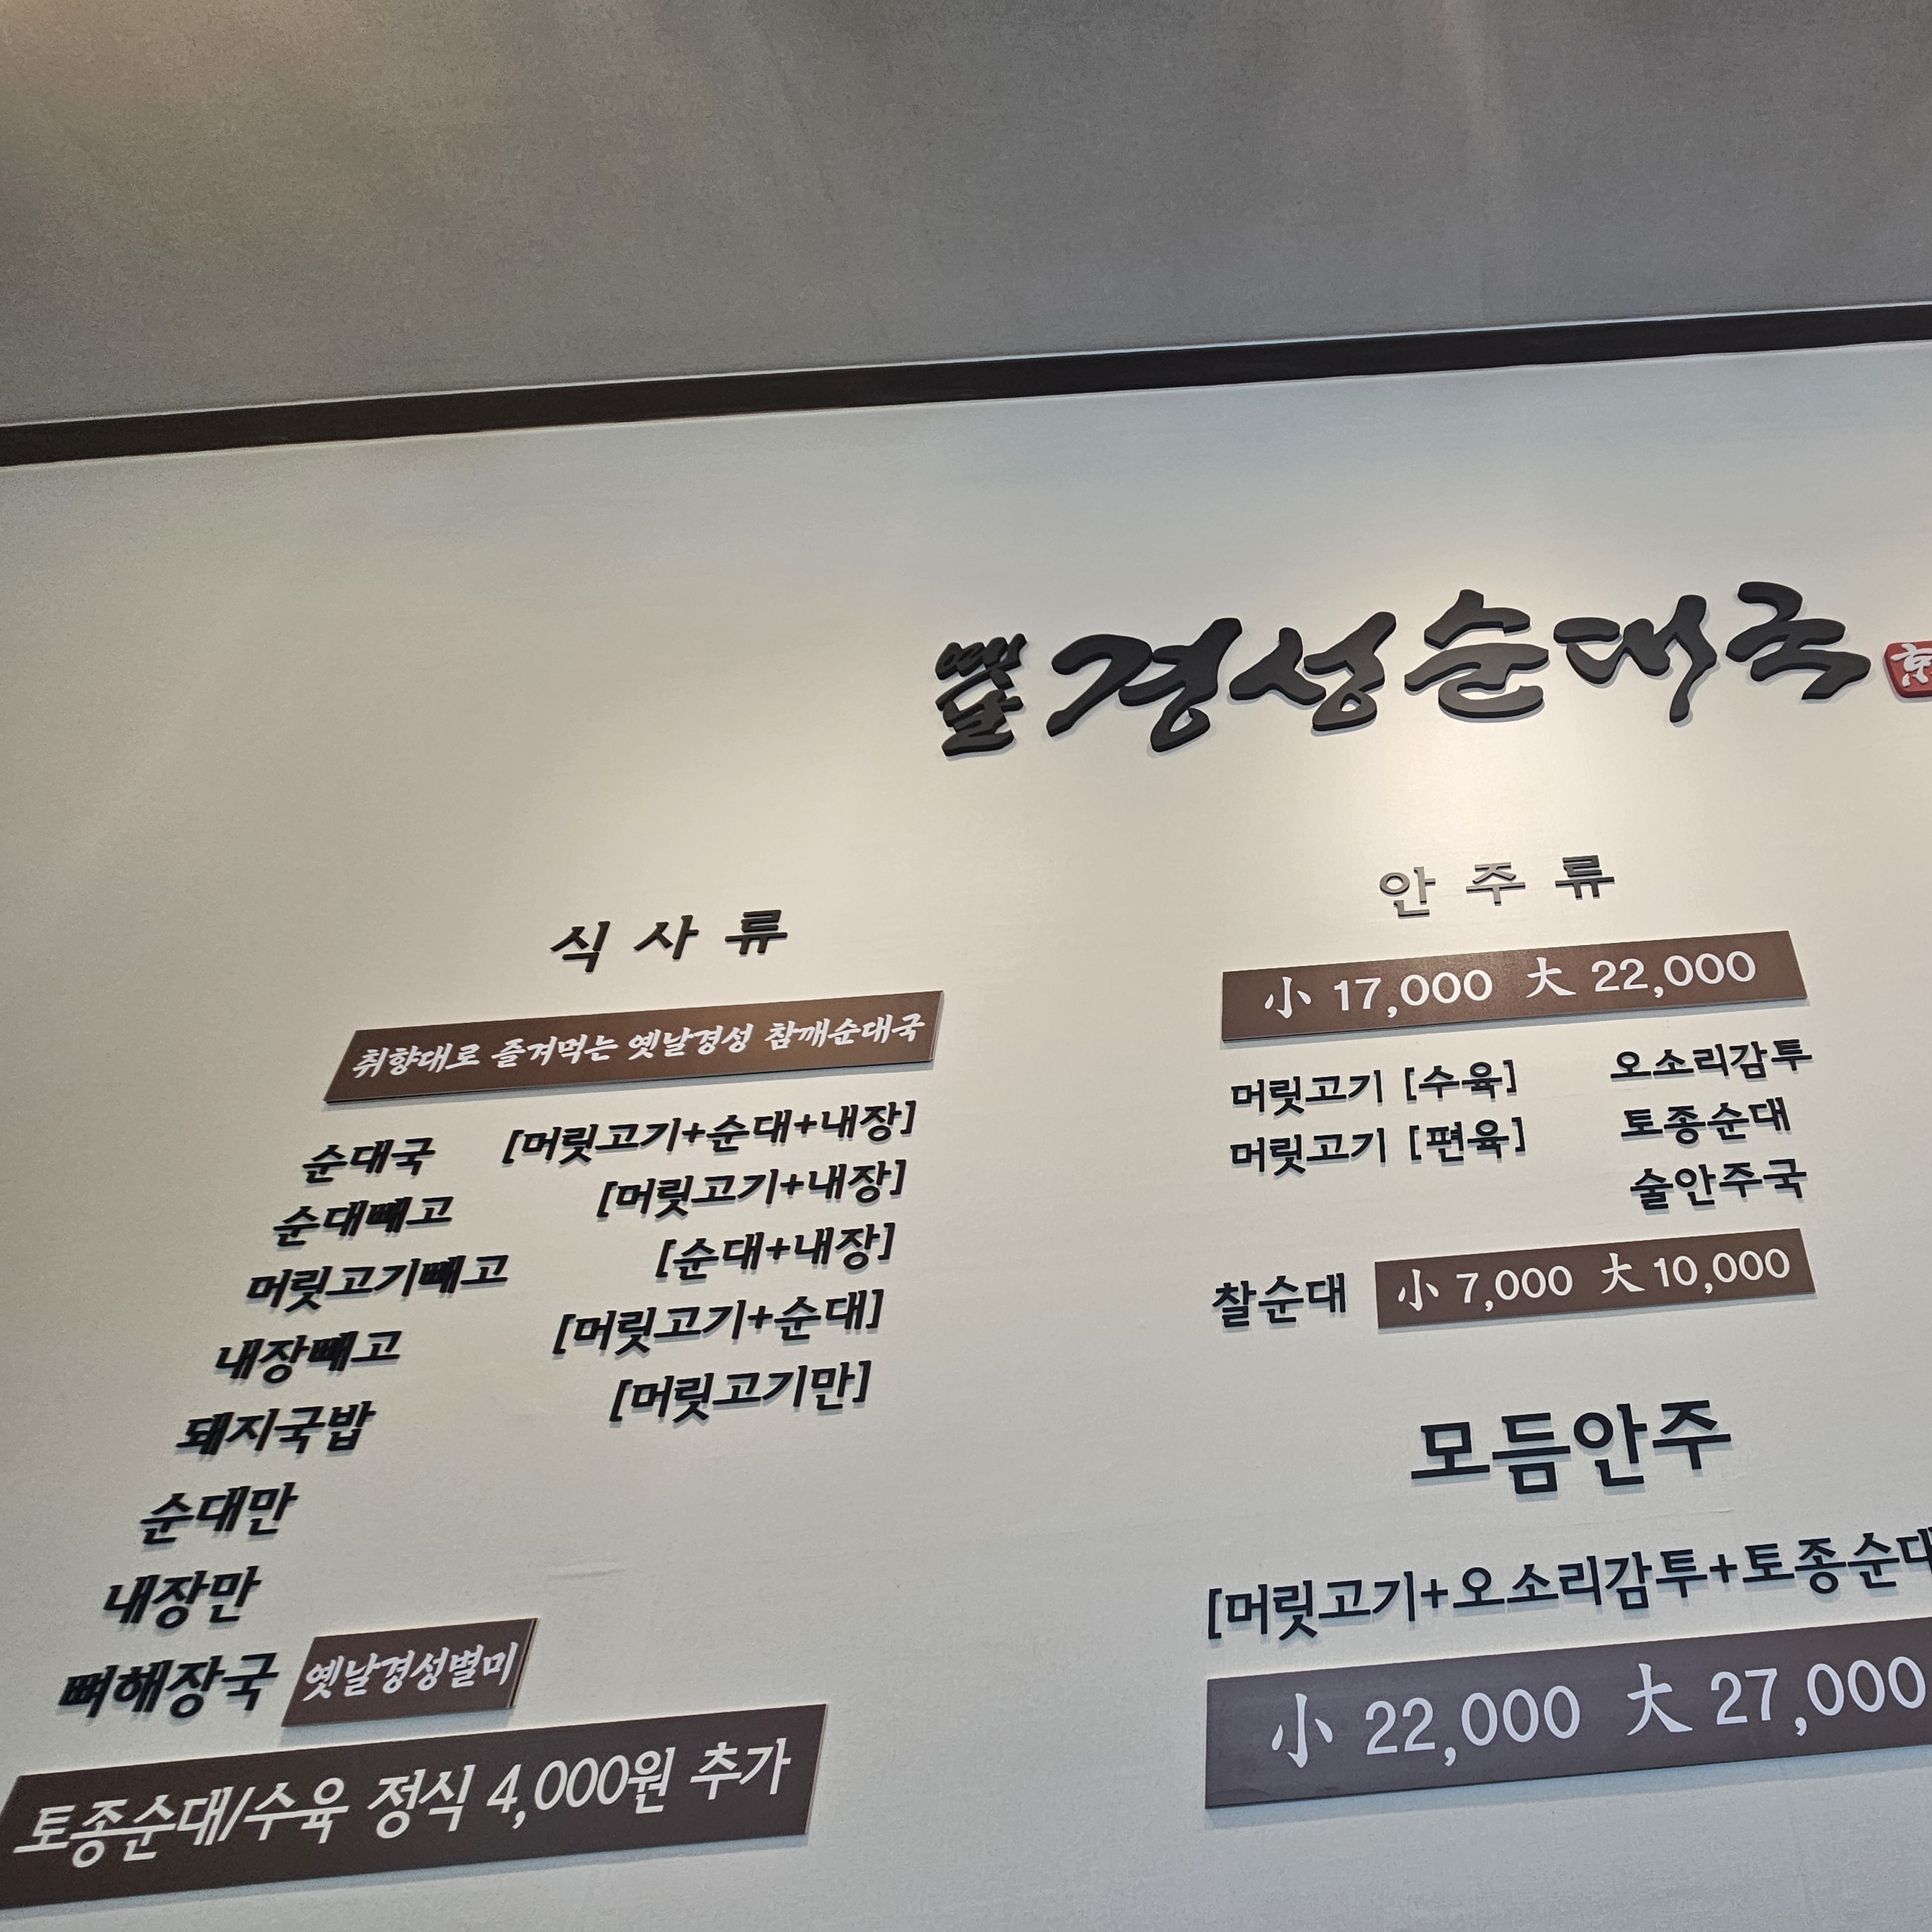 옛날 경성순대국 京
식사류
취향대로 즐겨먹는 옛날경성 참깨순대국
순대국 [머릿고기+순대+내장]
순대빼고 [머릿고기+내장]
머릿고기빼고 [순대+내장]
내장빼고 [머릿고기+순대]
돼지국밥 [머릿고기만]
순대만
내장만
뼈해장국 옛날경성별미
토종순대/수육 정식 4,000원 추가
안주류
小 17,000 大 22,000
머릿고기 [수육] 오소리감투
머릿고기 [편육] 토종순대
술안주국
찰순대 小 7,000 大 10,000
모듬안주
[머릿고기+오소리감투+토종순대
小 22,000 大 27,000